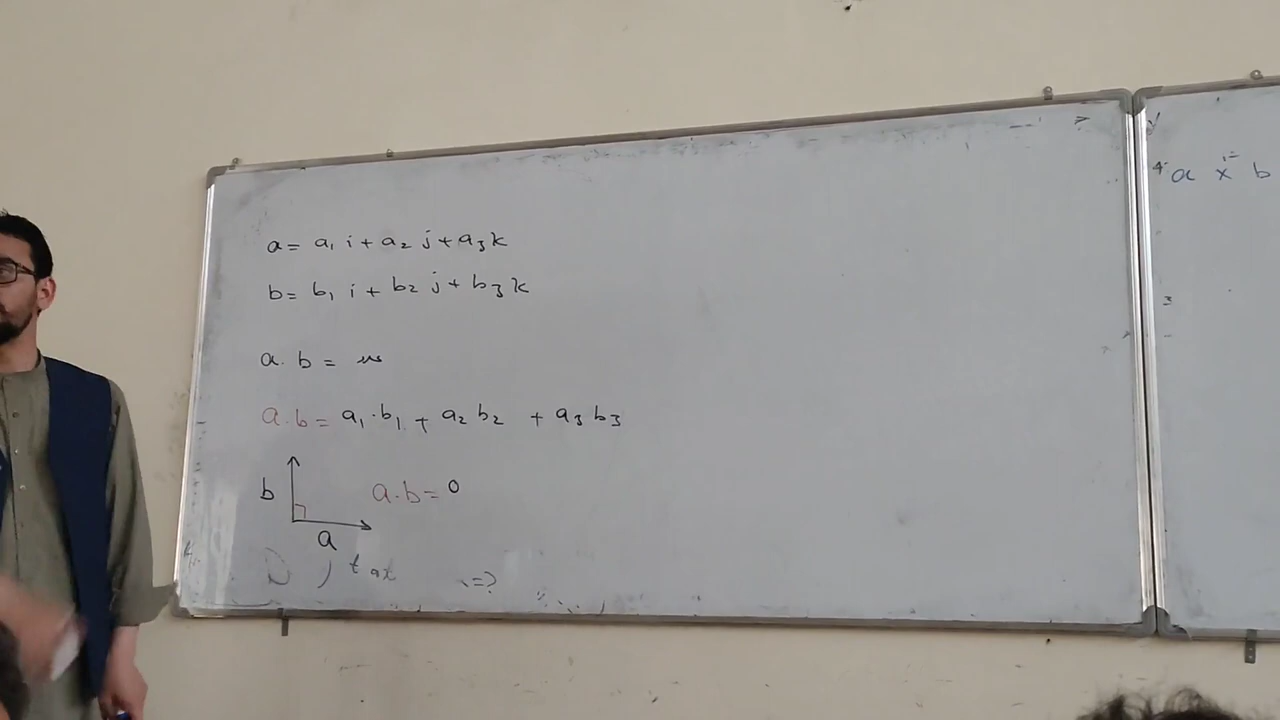 a = a₁ i + a₂ j + a₃ k
b = b₁ i + b₂ j + b₃ k
a . b =
a . b = a₁ . b₁ + a₂ b₂ + a₃ b₃
b
a . b = 0
a
=>
a x b